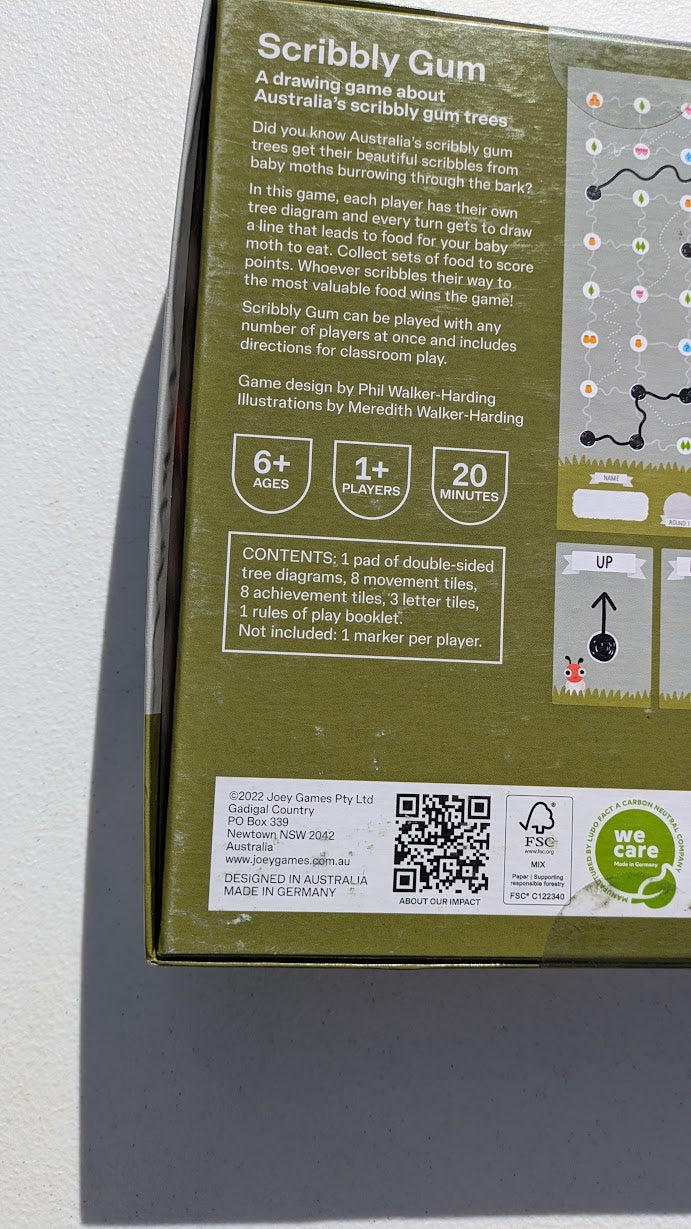 Scribbly Gum
A drawing game about
Australia's scribbly gum trees
Did you know Australia's scribbly gum
trees get their beautiful scribbles from
baby moths burrowing through the bark?
In this game, each player has their own
tree diagram and every turn gets to draw
a line that leads to food for your baby
moth to eat. Collect sets of food to score
points. Whoever scribbles their way to
the most valuable food wins the game!
Scribbly Gum can be played with any
number of players at once and includes
directions for classroom play.
Game design by Phil Walker-Harding
Illustrations by Meredith Walker-Harding
6+
AGES
1+
PLAYERS
20
MINUTES
CONTENTS: 1 pad of double-sided
tree diagrams, 8 movement tiles,
8 achievement tiles, 3 letter tiles,
1 rules of play booklet.
Not included: 1 marker per player.
NAME
ROUND 1
UP
©2022 Joey Games Pty Ltd
Gadigal Country
PO Box 339
Newtown NSW 2042
Australia
www.joeygames.com.au
DESIGNED IN AUSTRALIA
MADE IN GERMANY
ABOUT OUR IMPACT
FSC
www.fsc.org
MIX
Paper | Supporting
responsible forestry
FSC® C122340
MANUFACTURED BY LUDO FACT A CARBON NEUTRAL COMPANY
we
care
Made in Germany